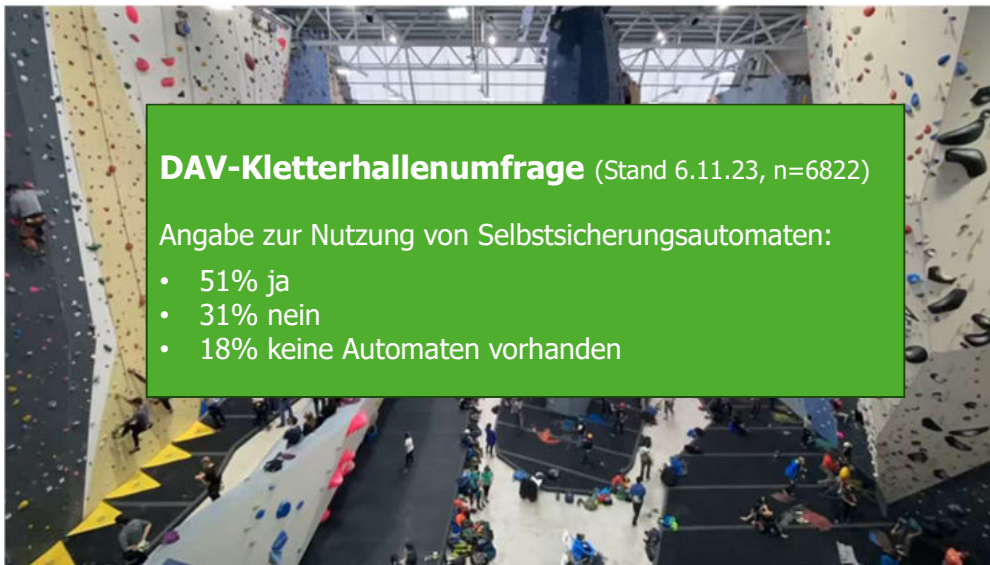 DAV-Kletterhallenumfrage (Stand 6.11.23, n=6822)
Angabe zur Nutzung von Selbstsicherungsautomaten:
• 51% ja
• 31% nein
• 18% keine Automaten vorhanden